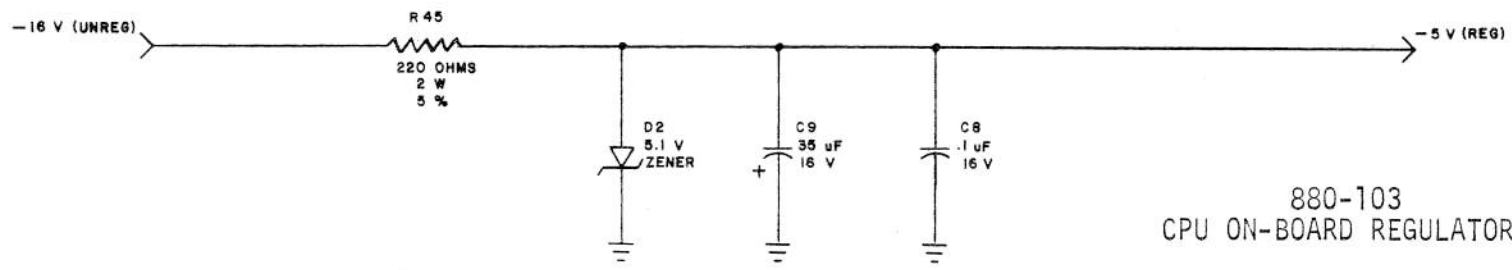 −16 V (UNREG)
R 45
220 OHMS
2 W
5 %
−5 V (REG)
D2
5.1 V
ZENER
C9
35 uF
16 V
+
C8
.1 uF
16 V
880-103
CPU ON-BOARD REGULATOR